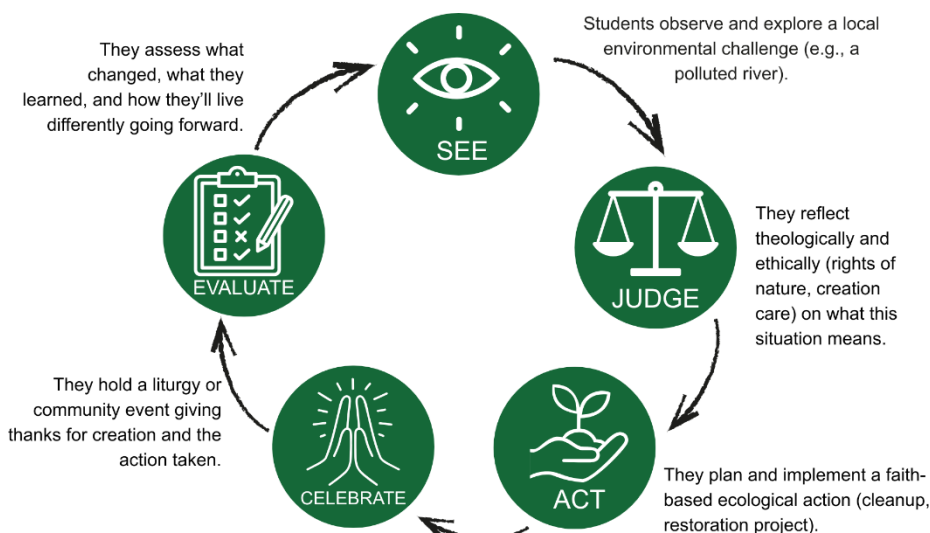 SEE
Students observe and explore a local
environmental challenge (e.g., a
polluted river).
JUDGE
They reflect
theologically and
ethically (rights of
nature, creation
care) on what this
situation means.
ACT
They plan and implement a faith-
based ecological action (cleanup,
restoration project).
CELEBRATE
They hold a liturgy or
community event giving
thanks for creation and the
action taken.
EVALUATE
They assess what
changed, what they
learned, and how they’ll live
differently going forward.